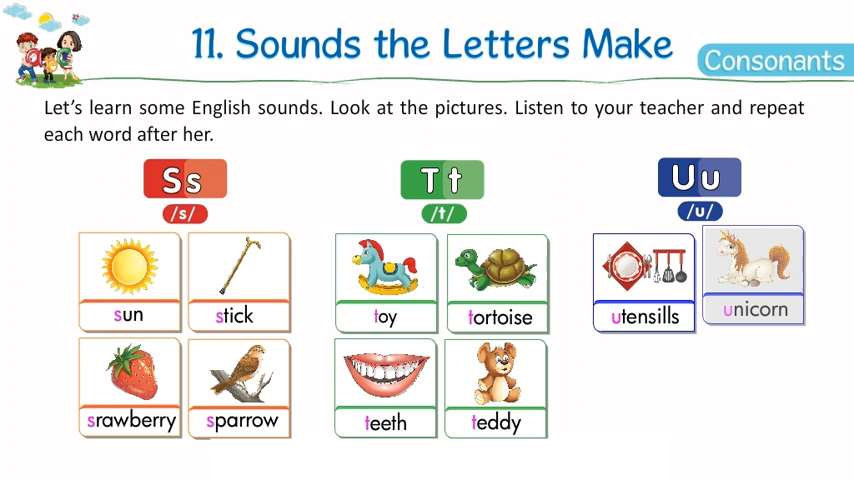 11. Sounds the Letters Make
Consonants
Let's learn some English sounds. Look at the pictures. Listen to your teacher and repeat
each word after her.
Ss
/s/
sun
stick
srawberry
sparrow
Tt
/t/
toy
tortoise
teeth
teddy
Uu
/u/
utensills
unicorn